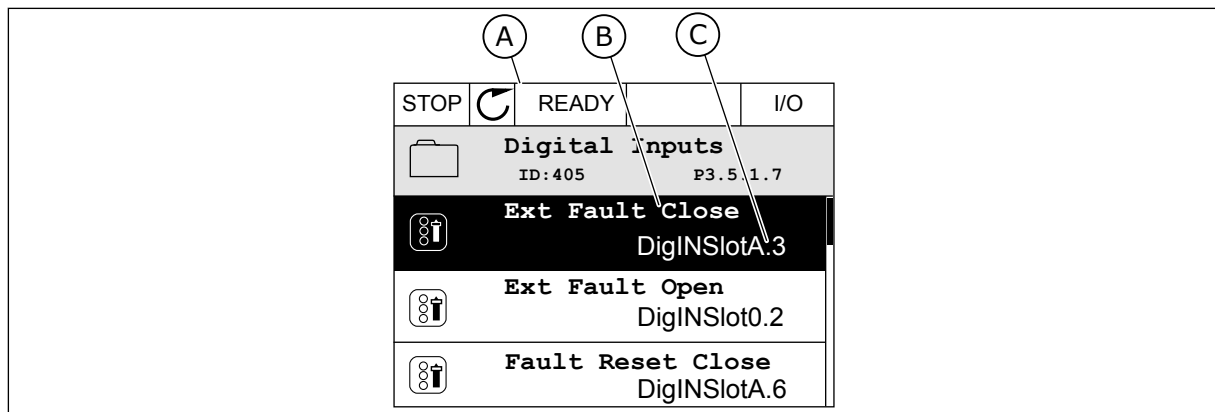 A B C
STOP READY I/O
Digital Inputs
ID:405 P3.5.1.7
Ext Fault Close
DigINSlotA.3
Ext Fault Open
DigINSlot0.2
Fault Reset Close
DigINSlotA.6